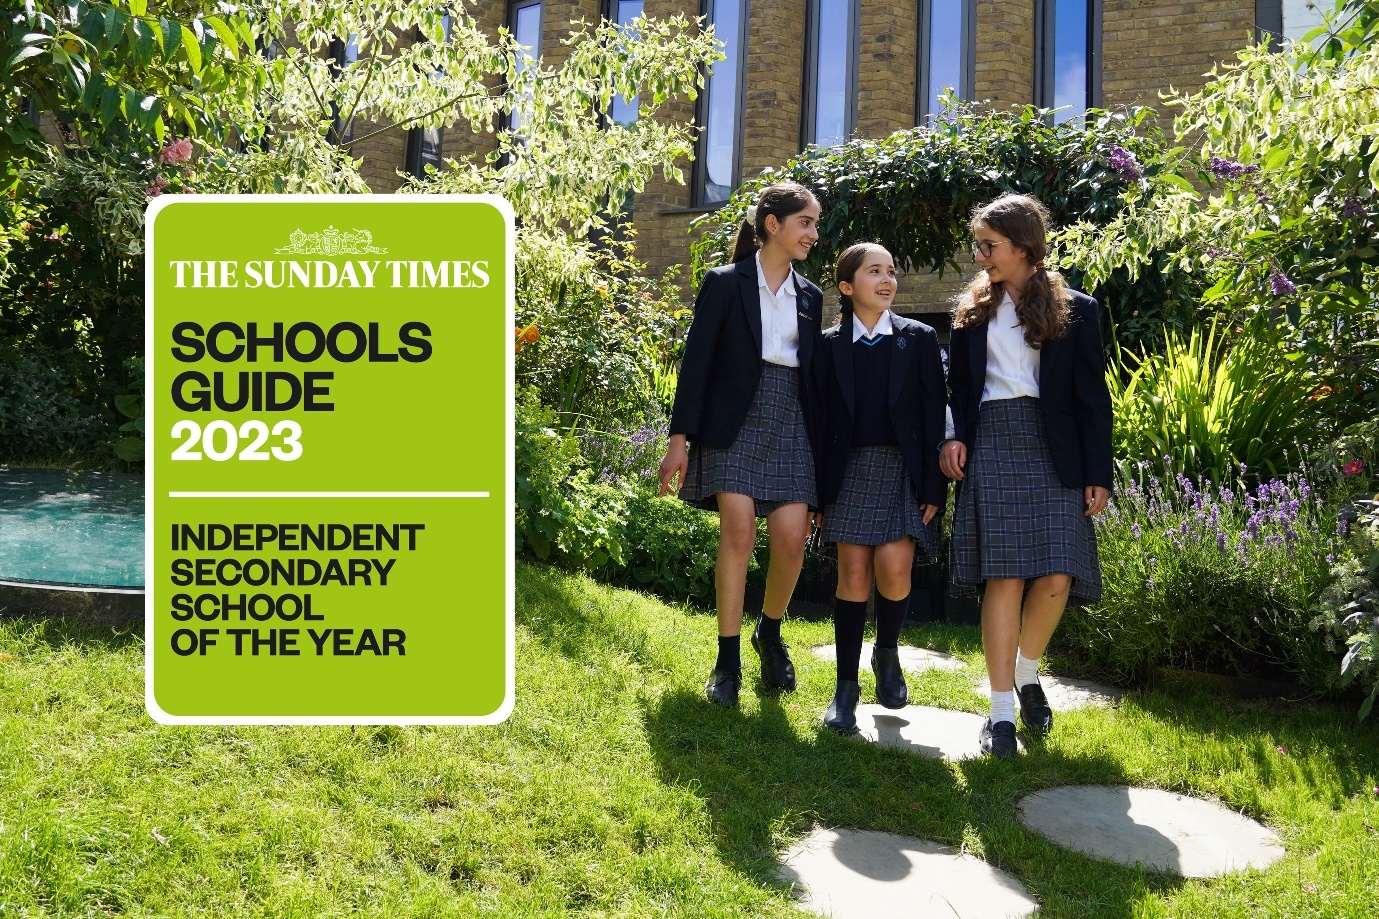 THE SUNDAY TIMES
SCHOOLS
GUIDE
2023
INDEPENDENT
SECONDARY
SCHOOL
OF THE YEAR